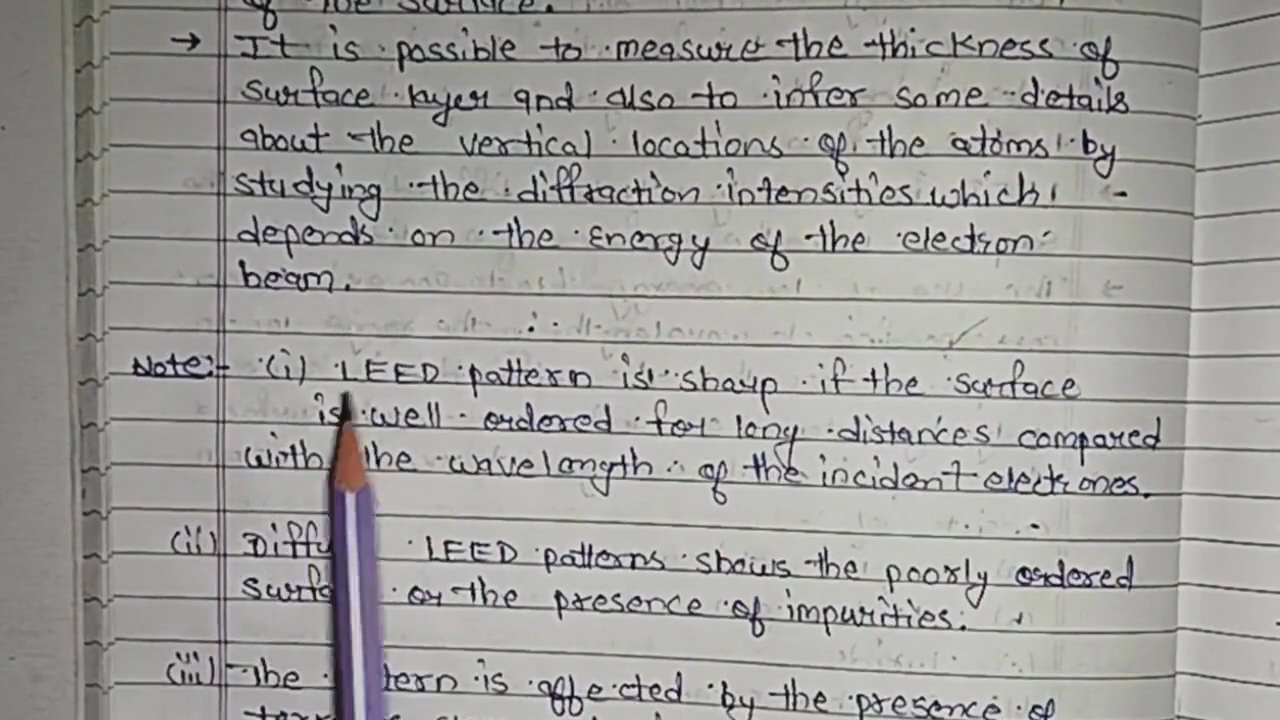 of the surface.
→ It is possible to measure the thickness of
surface layer and also to infer some details
about the vertical locations of the atoms by
studying the diffraction intensities which
depends on the energy of the electron
beam.
Note:- (i) LEED pattern is sharp if the surface
is well ordered for long distances compared
with the wavelength of the incident electrones.
(ii) LEED patterns shows the poorly ordered
or the presence of impurities.
(iii) The is affected by the presence of